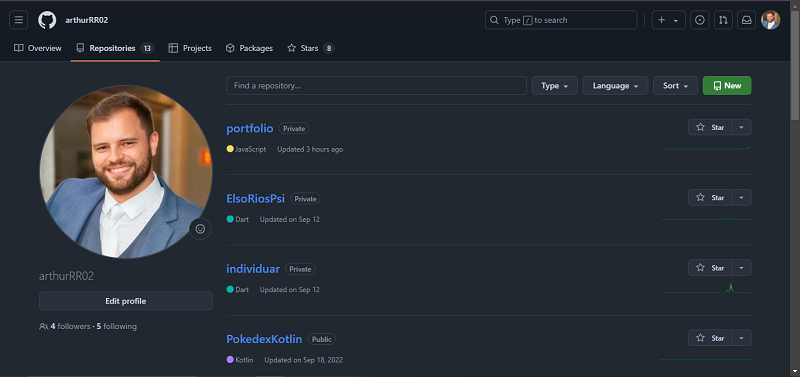 arthurRR02
Type / to search
Overview Repositories 13 Projects Packages Stars 8
Find a repository... Type Language Sort New
portfolio Private Star
JavaScript Updated 3 hours ago
ElsoRiosPsi Private Star
Dart Updated on Sep 12
individuar Private Star
Dart Updated on Sep 12
arthurRR02
Edit profile
4 followers · 5 following
PokedexKotlin Public Star
Kotlin Updated on Sep 18, 2022